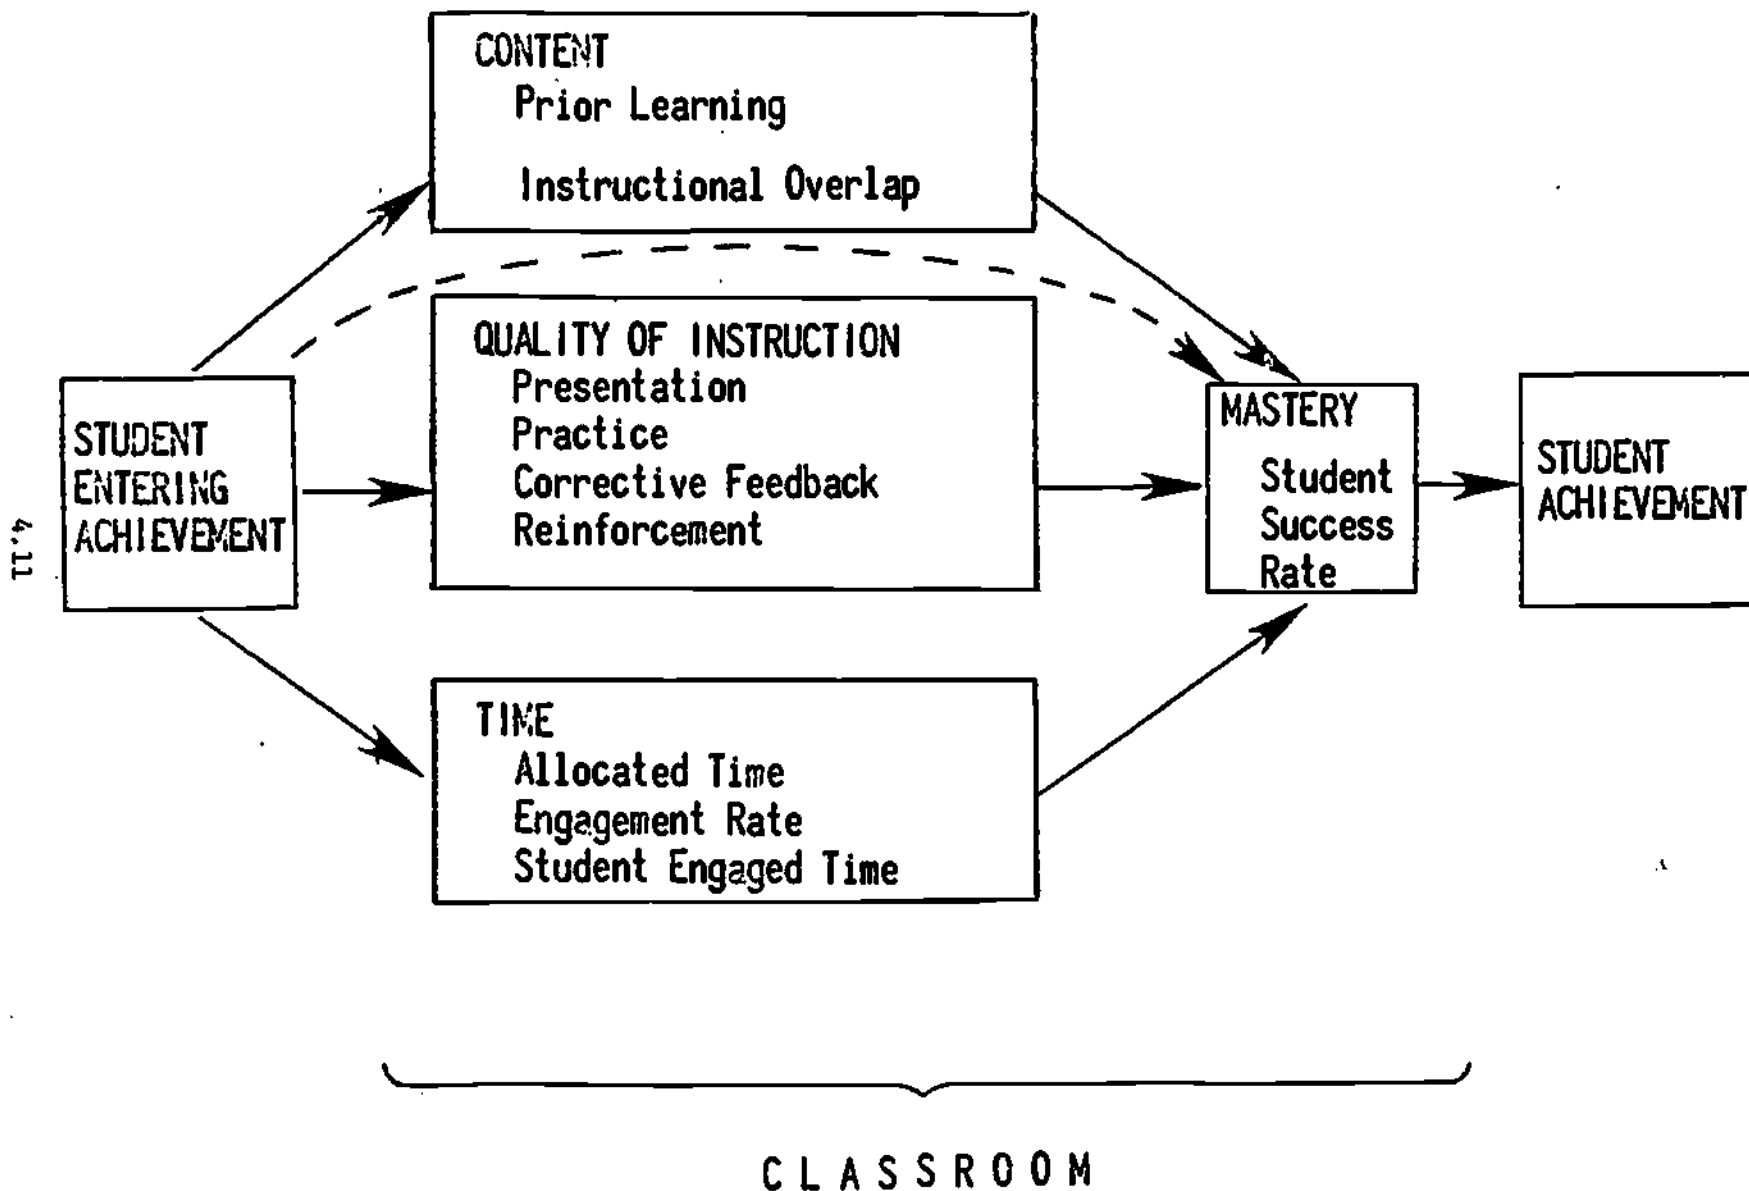 CONTENT
Prior Learning
Instructional Overlap
QUALITY OF INSTRUCTION
Presentation
Practice
Corrective Feedback
Reinforcement
STUDENT
ENTERING
ACHIEVEMENT
MASTERY
Student
Success
Rate
STUDENT
ACHIEVEMENT
TIME
Allocated Time
Engagement Rate
Student Engaged Time
4.11
CLASSROOM